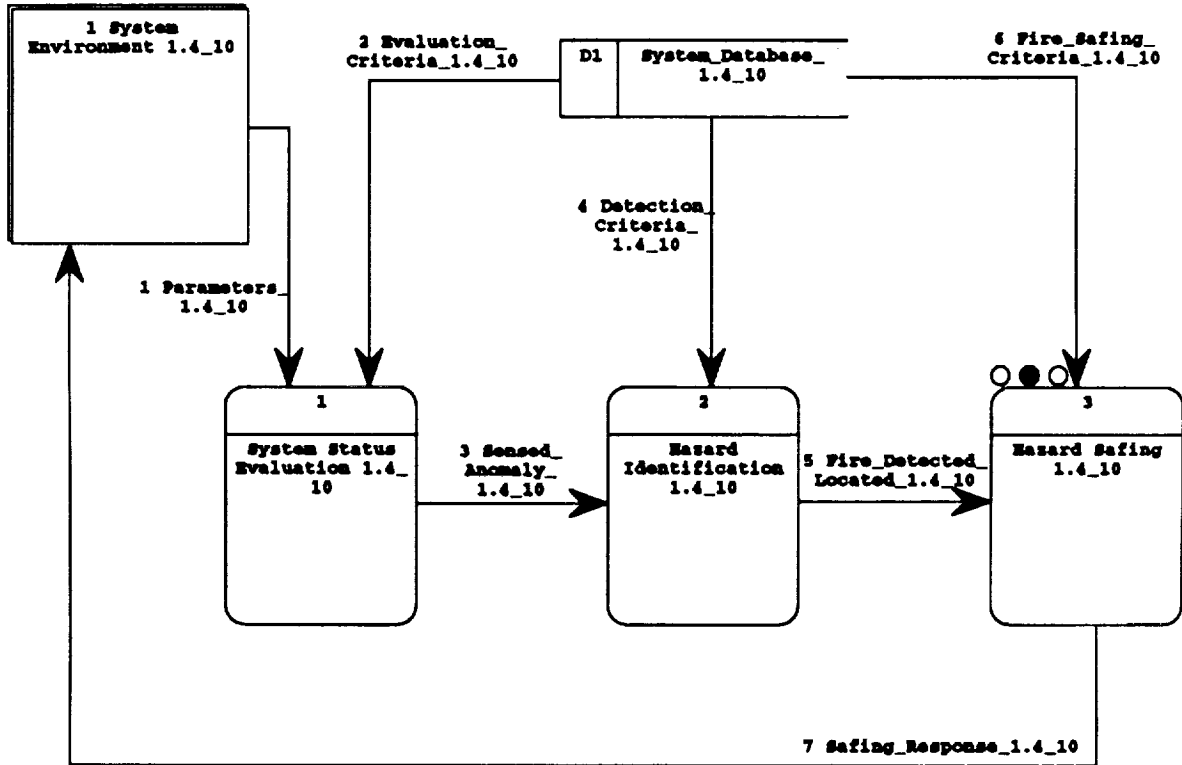 1 System
Environment 1.4_10
2 Evaluation_
Criteria_1.4_10
D1
System_Database_
1.4_10
6 Fire_Safing_
Criteria_1.4_10
4 Detection_
Criteria_
1.4_10
1 Parameters_
1.4_10
1
System Status
Evaluation 1.4_
10
3 Sensed_
Anomaly_
1.4_10
2
Hazard
Identification
1.4_10
5 Fire_Detected_
Located_1.4_10
3
Hazard Safing
1.4_10
7 Safing_Response_1.4_10